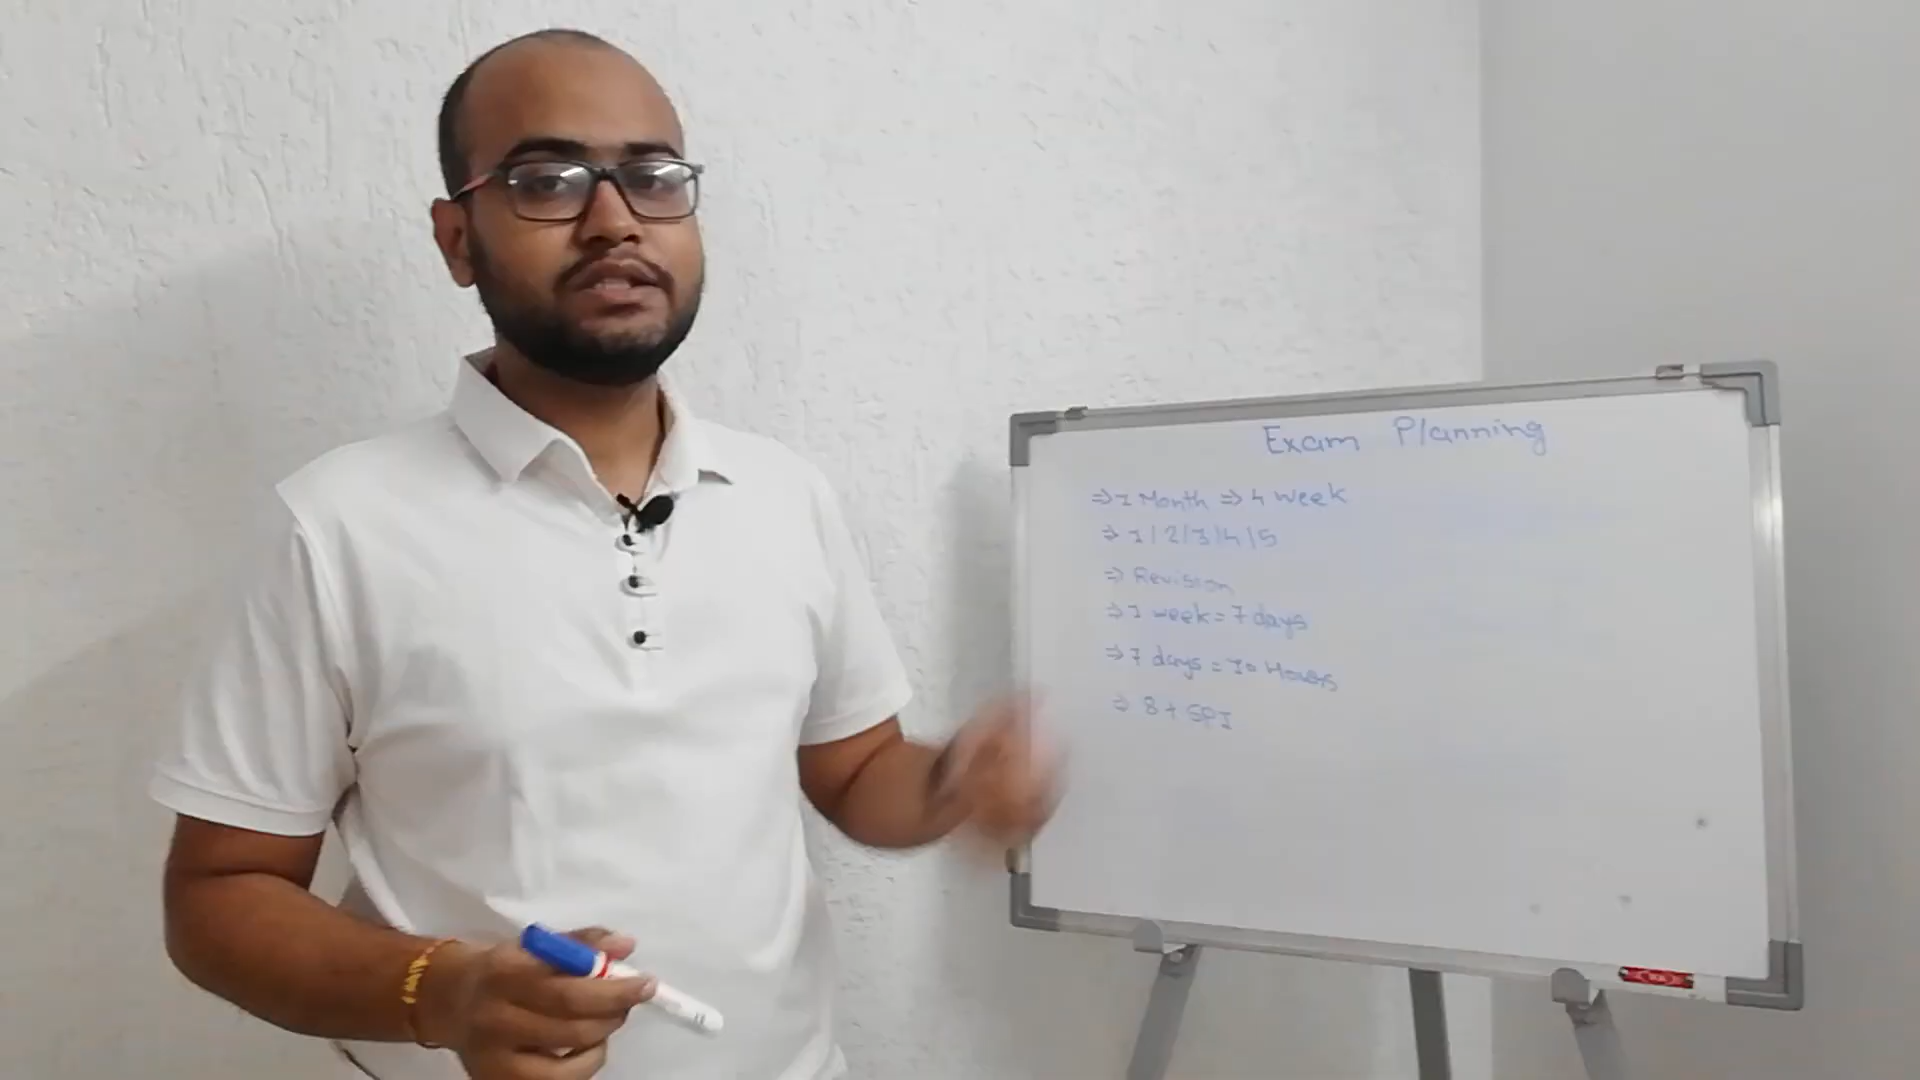 Exam Planning
⇒ 1 Month ⇒ 4 week
⇒ 1/2/3/4/5
⇒ Revision
⇒ 1 week = 7 days
⇒ 7 days = 10 Hours
⇒ 8+ SPI